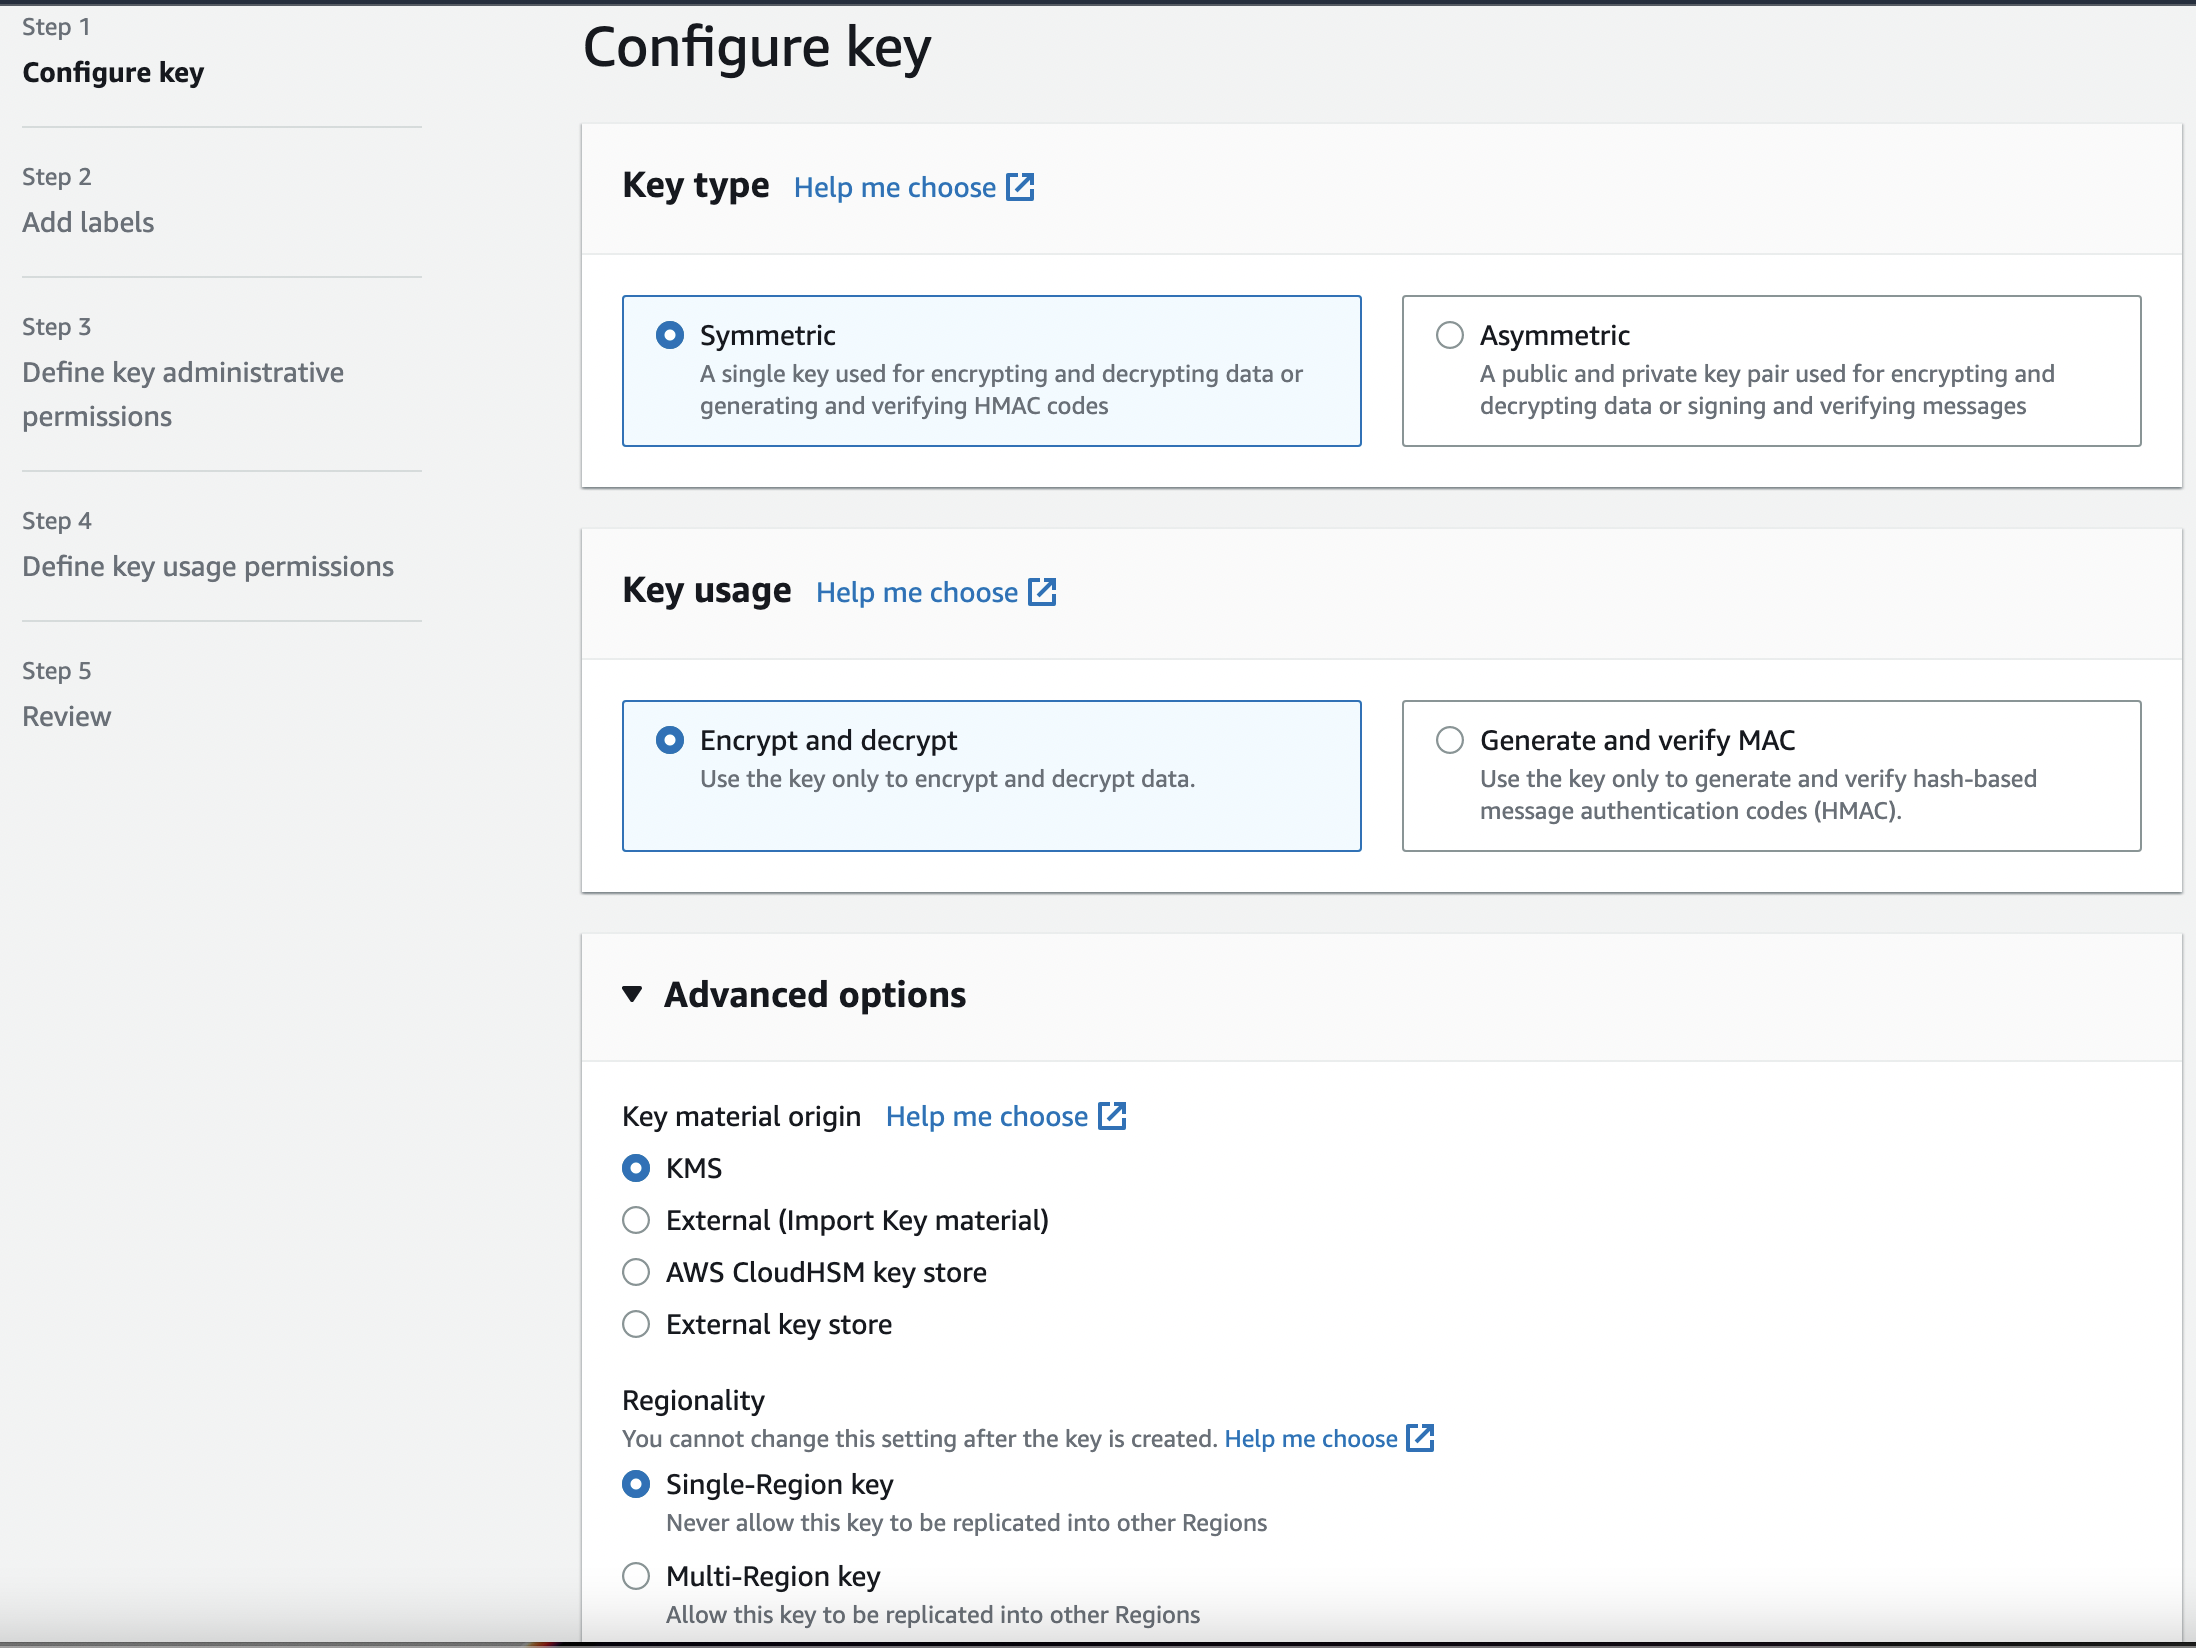 Step 1
Configure key
Step 2
Add labels
Step 3
Define key administrative
permissions
Step 4
Define key usage permissions
Step 5
Review
Configure key
Key type Help me choose
Symmetric
A single key used for encrypting and decrypting data or
generating and verifying HMAC codes
Asymmetric
A public and private key pair used for encrypting and
decrypting data or signing and verifying messages
Key usage Help me choose
Encrypt and decrypt
Use the key only to encrypt and decrypt data.
Generate and verify MAC
Use the key only to generate and verify hash-based
message authentication codes (HMAC).
Advanced options
Key material origin Help me choose
KMS
External (Import Key material)
AWS CloudHSM key store
External key store
Regionality
You cannot change this setting after the key is created. Help me choose
Single-Region key
Never allow this key to be replicated into other Regions
Multi-Region key
Allow this key to be replicated into other Regions